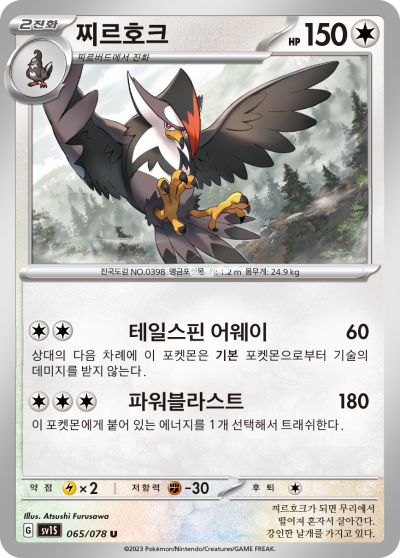 2진화
찌르호크
HP 150
찌르버드에서 진화
전국도감 NO.0398 맹금포켓몬 키: 1.2 m 몸무게: 24.9 kg
테일스핀 어웨이 60
상대의 다음 차례에 이 포켓몬은 기본 포켓몬으로부터 기술의
데미지를 받지 않는다.
파워블라스트 180
이 포켓몬에게 붙어 있는 에너지를 1개 선택해서 트래쉬한다.
약점 ×2 저항력 -30 후퇴
Illus. Atsushi Furusawa
G sv1S 065/078 U
찌르호크가 되면 무리에서
떨어져 혼자서 살아간다.
강인한 날개를 가지고 있다.
©2023 Pokémon/Nintendo/Creatures/GAME FREAK.